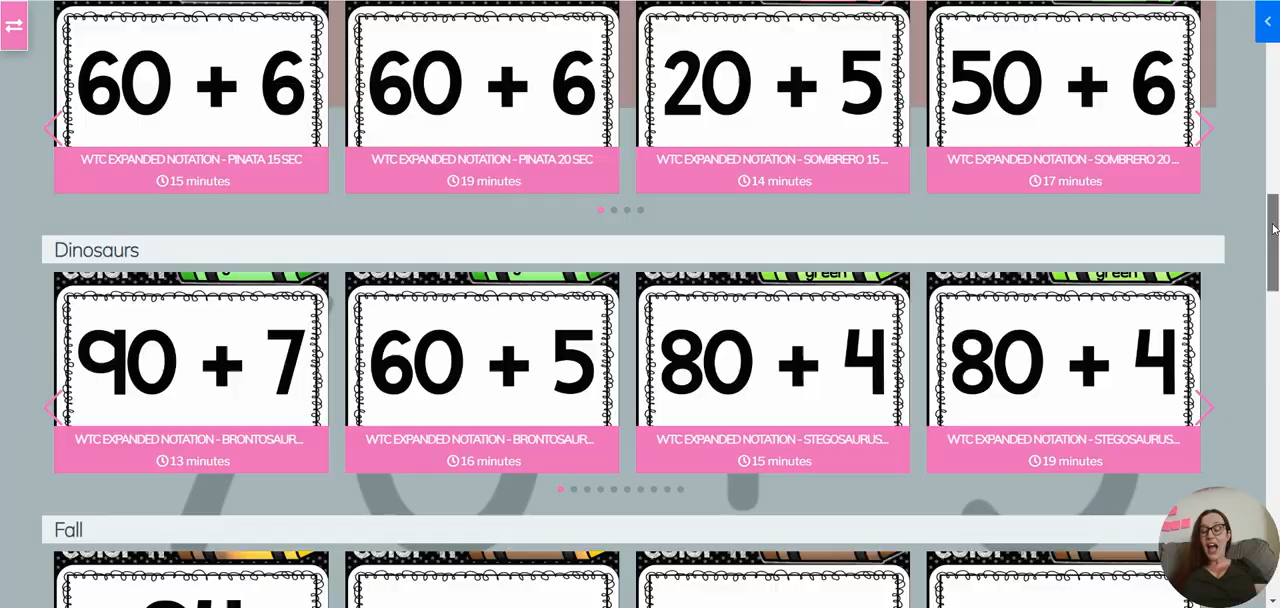 60 + 6
60 + 6
20 + 5
50 + 6
WTC EXPANDED NOTATION - PINATA 15 SEC
WTC EXPANDED NOTATION - PINATA 20 SEC
WTC EXPANDED NOTATION - SOMBRERO 15 ...
WTC EXPANDED NOTATION - SOMBRERO 20 ...
15 minutes
19 minutes
14 minutes
17 minutes
Dinosaurs
green
green
90 + 7
60 + 5
80 + 4
80 + 4
WTC EXPANDED NOTATION - BRONTOSAUR...
WTC EXPANDED NOTATION - BRONTOSAUR...
WTC EXPANDED NOTATION - STEGOSAURUS...
WTC EXPANDED NOTATION - STEGOSAURUS...
13 minutes
16 minutes
15 minutes
19 minutes
Fall